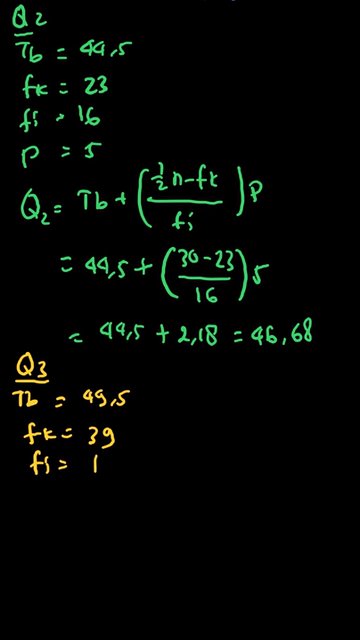 Q2
Tb = 44,5
fk = 23
fi = 16
P = 5
Q2 = Tb + (½n-fk / fi) P
= 44,5 + (30-23 / 16) 5
= 44,5 + 2,18 = 46,68
Q3
Tb = 49,5
fk = 39
fi = 1